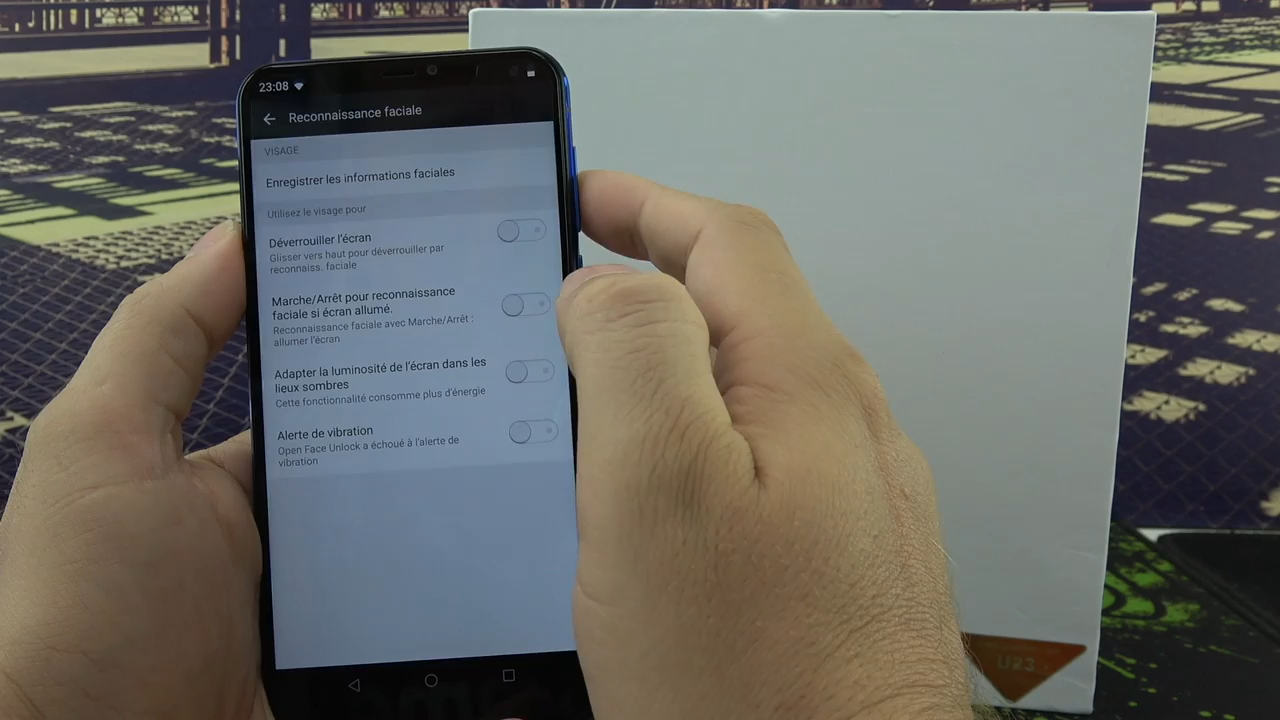 23:08
Reconnaissance faciale
VISAGE
Enregistrer les informations faciales
Utilisez le visage pour
Déverrouiller l'écran
Glisser vers haut pour déverrouiller par
reconnaiss. faciale
Marche/Arrêt pour reconnaissance
faciale si écran allumé.
Reconnaissance faciale avec Marche/Arrêt :
allumer l'écran
Adapter la luminosité de l'écran dans les
lieux sombres
Cette fonctionnalité consomme plus d'énergie
Alerte de vibration
Open Face Unlock a échoué à l'alerte de
vibration
U23